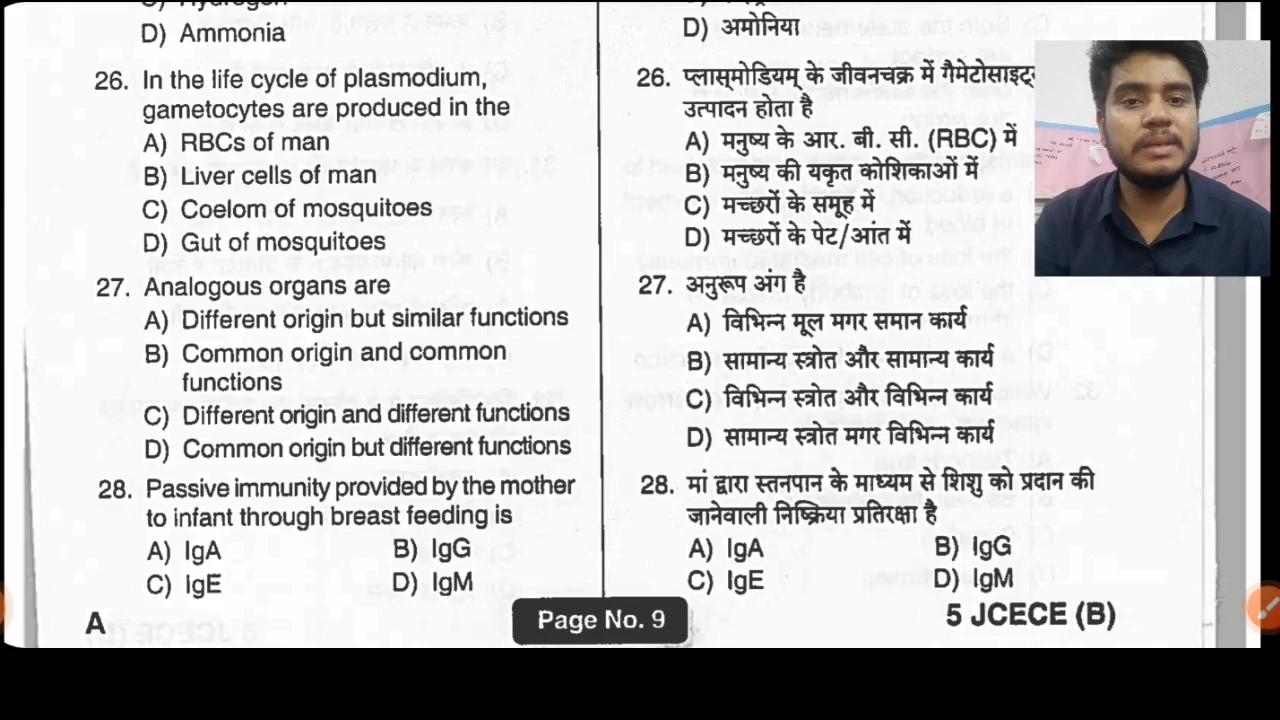 D) Ammonia
26. In the life cycle of plasmodium,
gametocytes are produced in the
A) RBCs of man
B) Liver cells of man
C) Coelom of mosquitoes
D) Gut of mosquitoes
27. Analogous organs are
A) Different origin but similar functions
B) Common origin and common
functions
C) Different origin and different functions
D) Common origin but different functions
28. Passive immunity provided by the mother
to infant through breast feeding is
A) IgA B) IgG
C) IgE D) IgM
A
D) अमोनिया
26. प्लास्मोडियम् के जीवनचक्र में गैमेटोसाइट्
उत्पादन होता है
A) मनुष्य के आर. बी. सी. (RBC) में
B) मनुष्य की यकृत कोशिकाओं में
C) मच्छरों के समूह में
D) मच्छरों के पेट/आंत में
27. अनुरूप अंग है
A) विभिन्न मूल मगर समान कार्य
B) सामान्य स्त्रोत और सामान्य कार्य
C) विभिन्न स्त्रोत और विभिन्न कार्य
D) सामान्य स्त्रोत मगर विभिन्न कार्य
28. मां द्वारा स्तनपान के माध्यम से शिशु को प्रदान की
जानेवाली निष्क्रिया प्रतिरक्षा है
A) IgA B) IgG
C) IgE D) IgM
Page No. 9
5 JCECE (B)